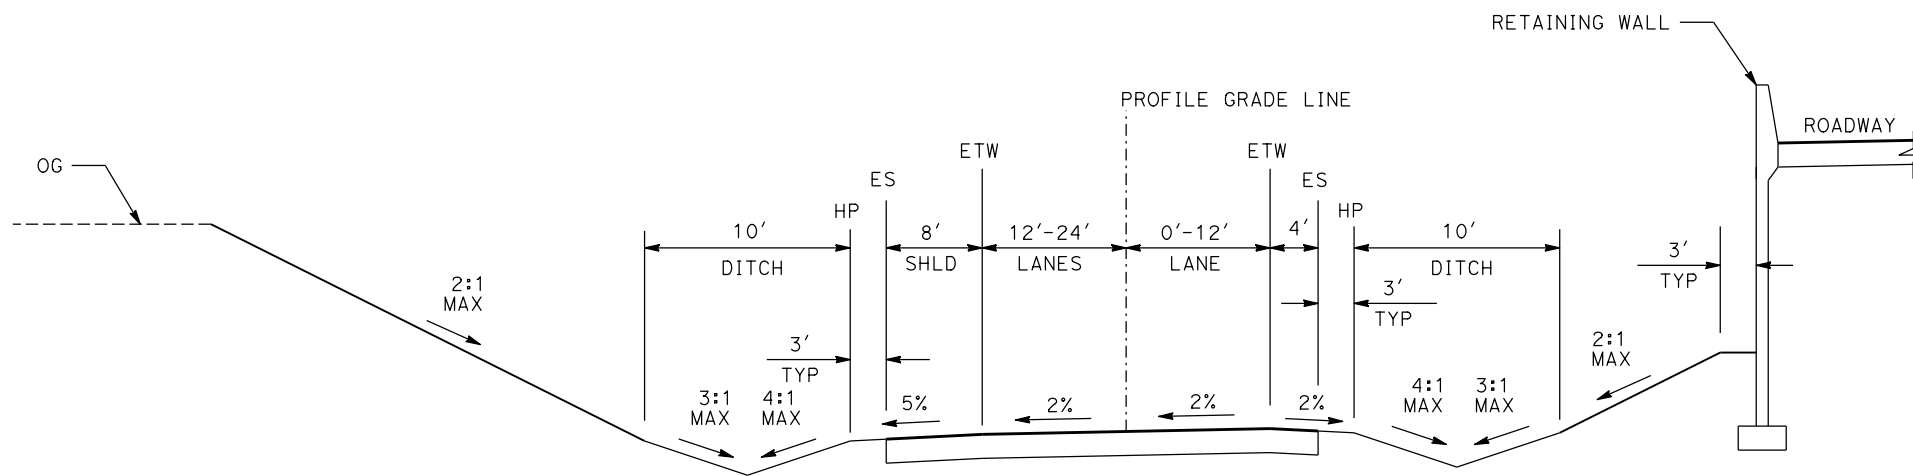 RETAINING WALL
PROFILE GRADE LINE
ROADWAY
OG
ETW
ETW
ES
ES
HP
HP
10'
8'
12'-24'
0'-12'
4'
10'
3'
DITCH
SHLD
LANES
LANE
DITCH
TYP
2:1
MAX
3'
TYP
3'
TYP
2:1
MAX
3:1
MAX
4:1
MAX
5%
2%
2%
2%
4:1
MAX
3:1
MAX